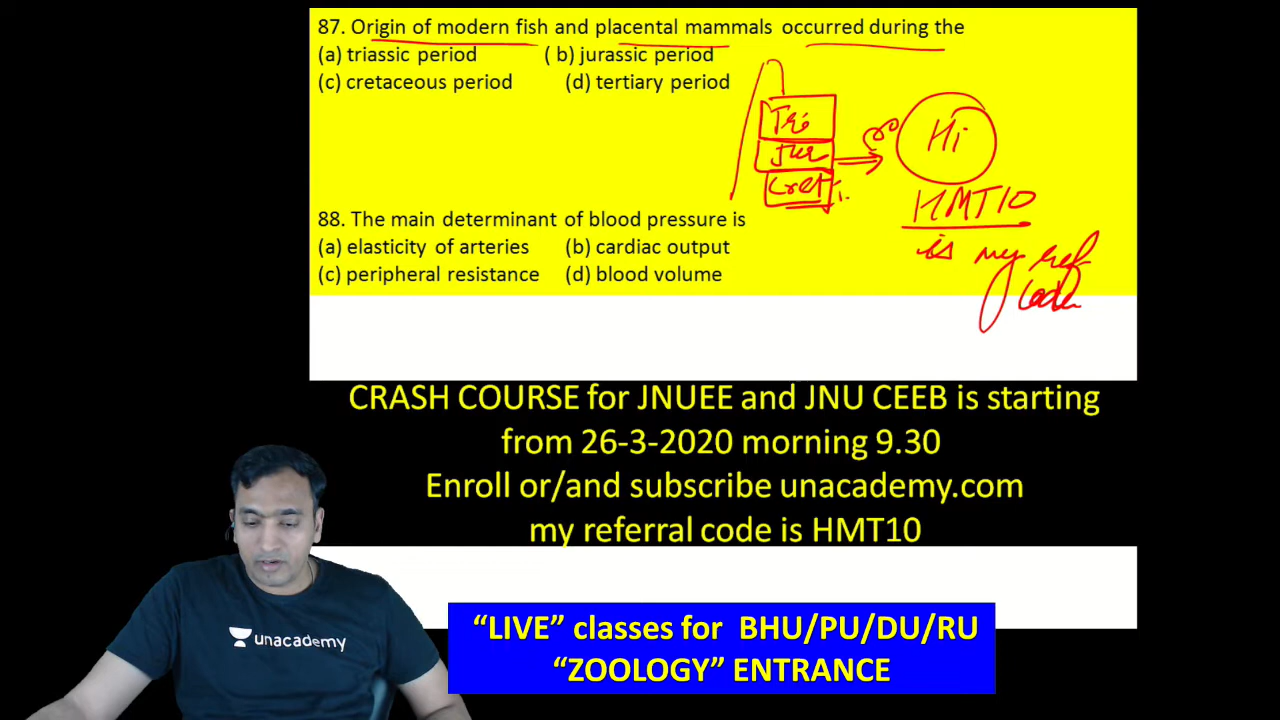 87. Origin of modern fish and placental mammals occurred during the
(a) triassic period ( b) jurassic period
(c) cretaceous period (d) tertiary period
Tri
Jur
Cret
Hi
HMT10
is my ref
code
88. The main determinant of blood pressure is
(a) elasticity of arteries (b) cardiac output
(c) peripheral resistance (d) blood volume
CRASH COURSE for JNUEE and JNU CEEB is starting
from 26-3-2020 morning 9.30
Enroll or/and subscribe unacademy.com
my referral code is HMT10
unacademy
“LIVE” classes for BHU/PU/DU/RU
“ZOOLOGY” ENTRANCE